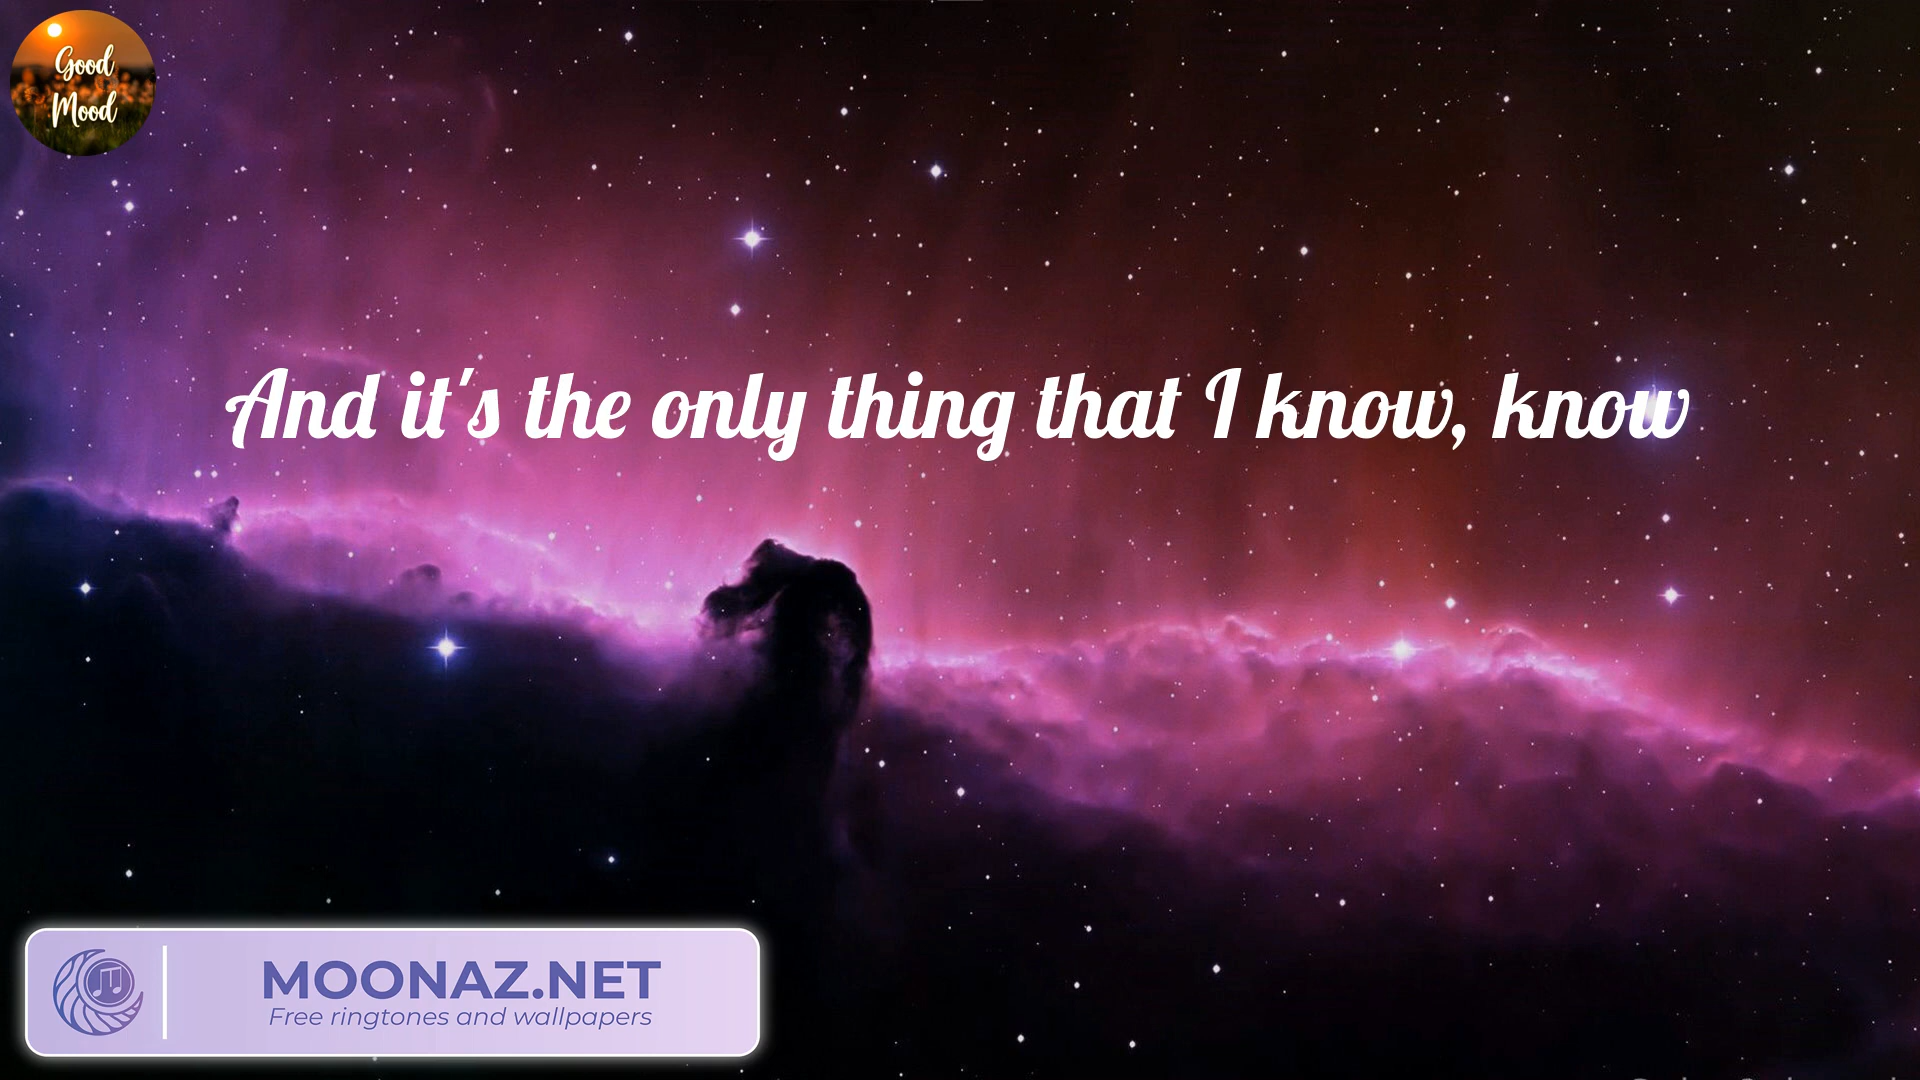 Good
Mood
And it's the only thing that I know, know
MOONAZ.NET
Free ringtones and wallpapers